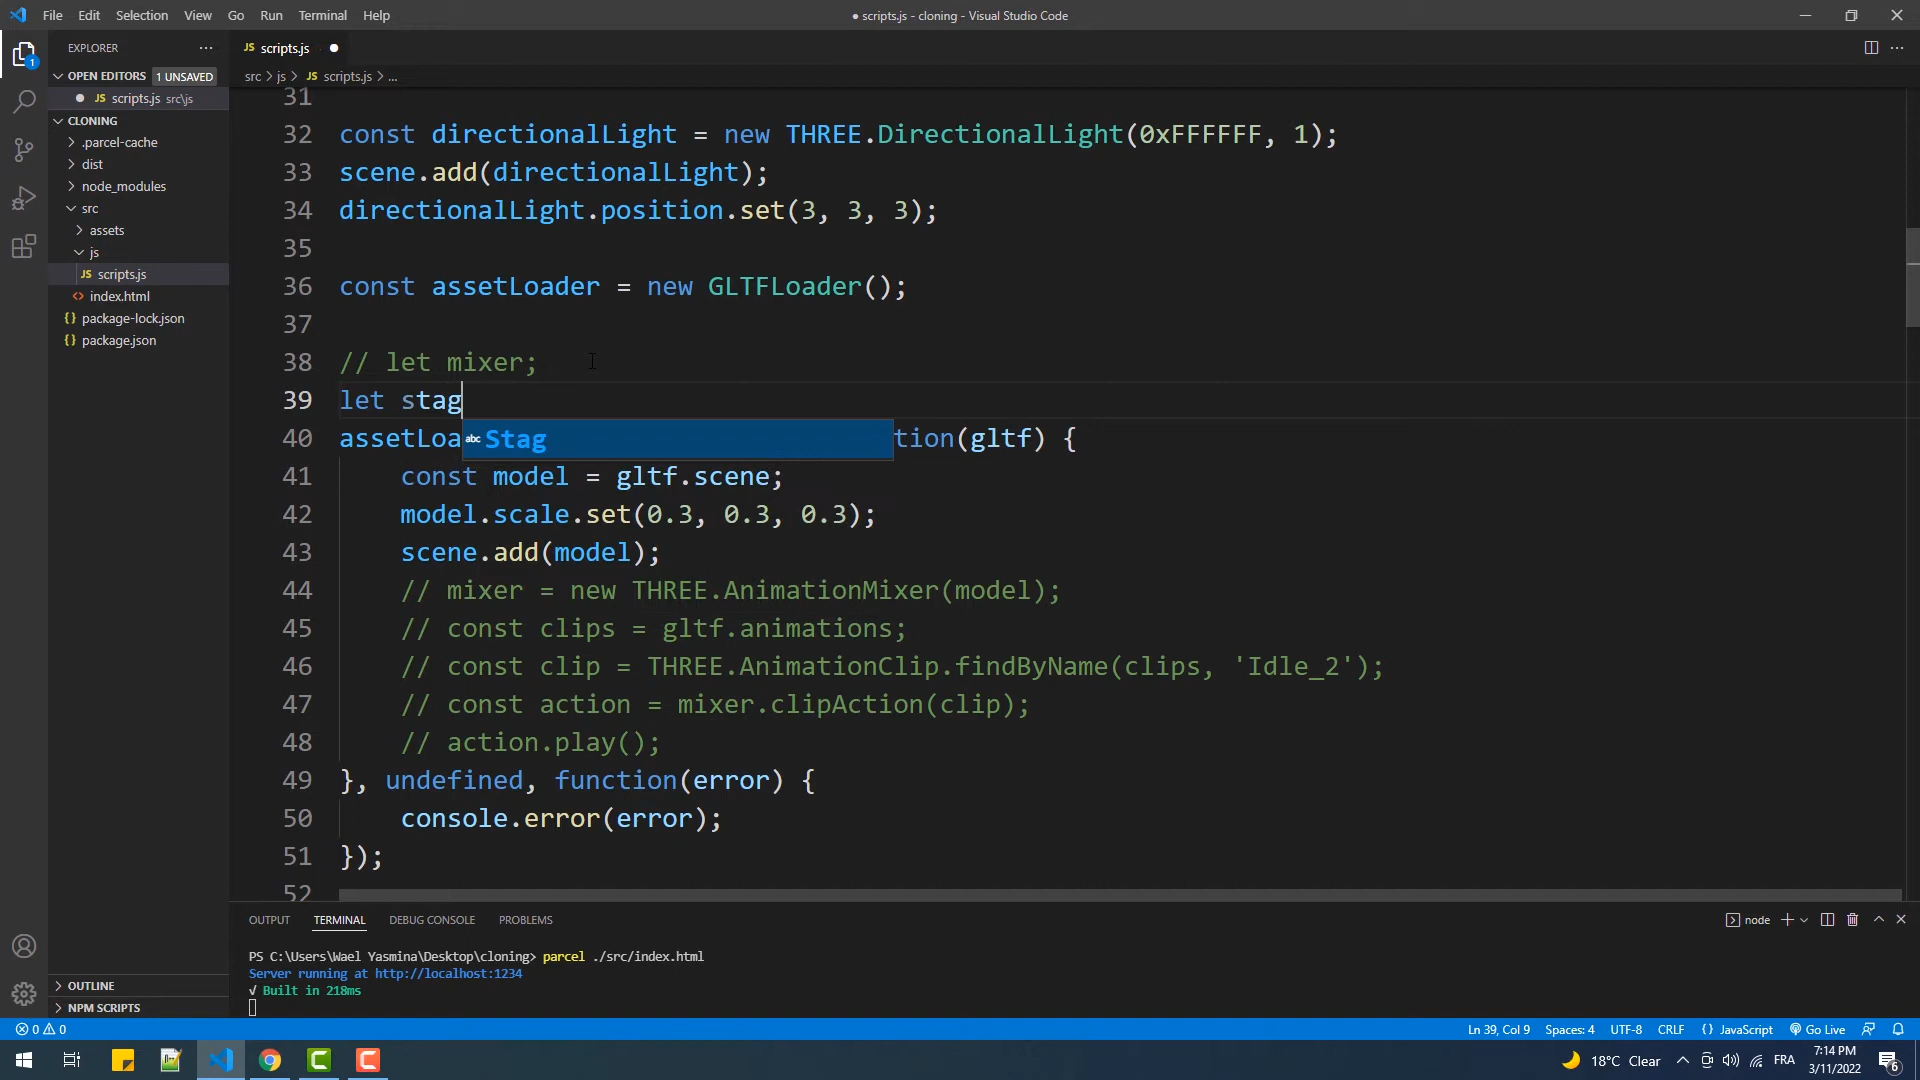 File Edit Selection View Go Run Terminal Help
● scripts.js - cloning - Visual Studio Code
EXPLORER
OPEN EDITORS 1 UNSAVED
JS scripts.js src\js
CLONING
.parcel-cache
dist
node_modules
src
assets
js
JS scripts.js
<> index.html
{} package-lock.json
{} package.json
OUTLINE
NPM SCRIPTS
1
JS scripts.js ●
src > js > JS scripts.js > ...
31
32 const directionalLight = new THREE.DirectionalLight(0xFFFFFF, 1);
33 scene.add(directionalLight);
34 directionalLight.position.set(3, 3, 3);
35
36 const assetLoader = new GLTFLoader();
37
38 // let mixer;
39 let stag
40 assetLoa abc Stag tion(gltf) {
41 const model = gltf.scene;
42 model.scale.set(0.3, 0.3, 0.3);
43 scene.add(model);
44 // mixer = new THREE.AnimationMixer(model);
45 // const clips = gltf.animations;
46 // const clip = THREE.AnimationClip.findByName(clips, 'Idle_2');
47 // const action = mixer.clipAction(clip);
48 // action.play();
49 }, undefined, function(error) {
50 console.error(error);
51 });
52
OUTPUT TERMINAL DEBUG CONSOLE PROBLEMS
node
PS C:\Users\Wael Yasmina\Desktop\cloning> parcel ./src/index.html
Server running at http://localhost:1234
√ Built in 218ms
0 0
Ln 39, Col 9 Spaces: 4 UTF-8 CRLF {} JavaScript Go Live
18°C Clear FRA 7:14 PM
3/11/2022
6